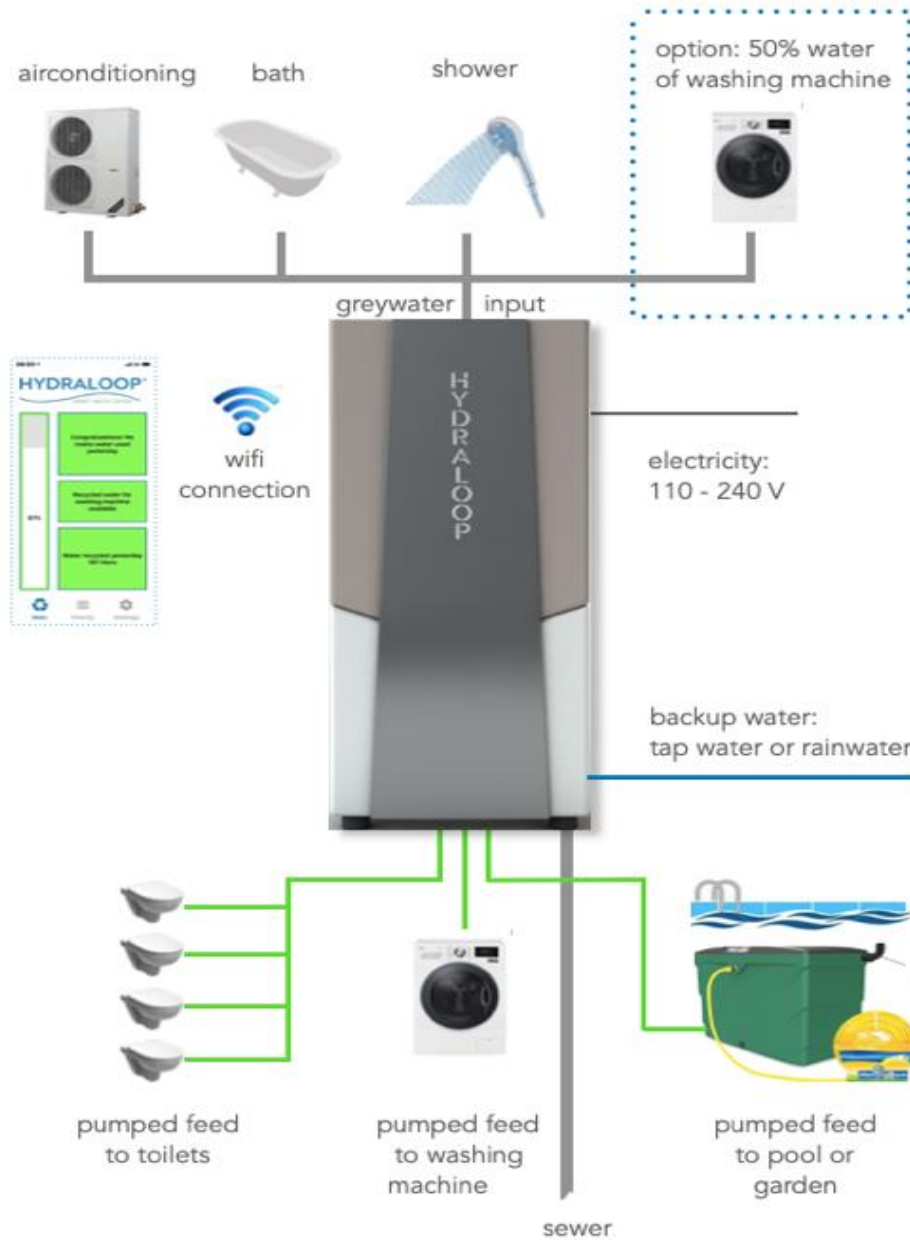 airconditioning
bath
shower
option: 50% water
of washing machine
greywater input
HYDRALOOP
HYDRALOOP
wifi
connection
electricity:
110 - 240 V
backup water:
tap water or rainwater
pumped feed
to toilets
pumped feed
to washing
machine
pumped feed
to pool or
garden
sewer